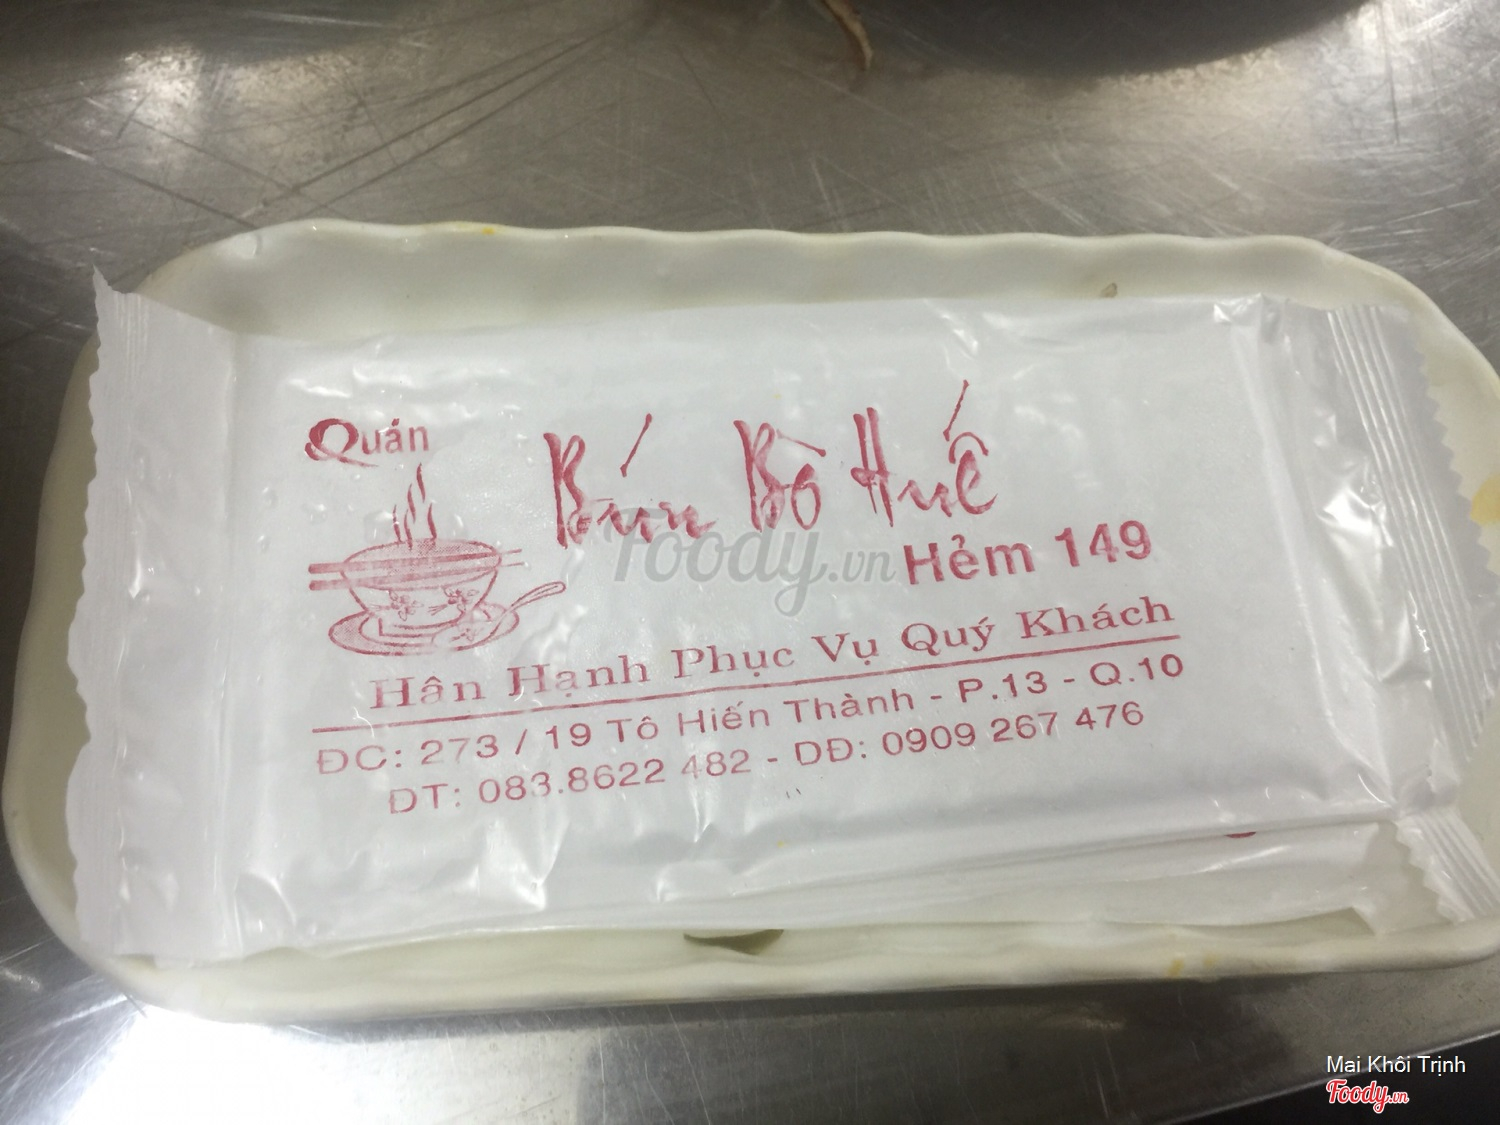 Quán
Bún Bò Huế
Hẻm 149
Hân Hạnh Phục Vụ Quý Khách
ĐC: 273 / 19 Tô Hiến Thành - P.13 - Q.10
ĐT: 083.8622 482 - DĐ: 0909 267 476
Foody.vn
Mai Khôi Trịnh
Foody.vn